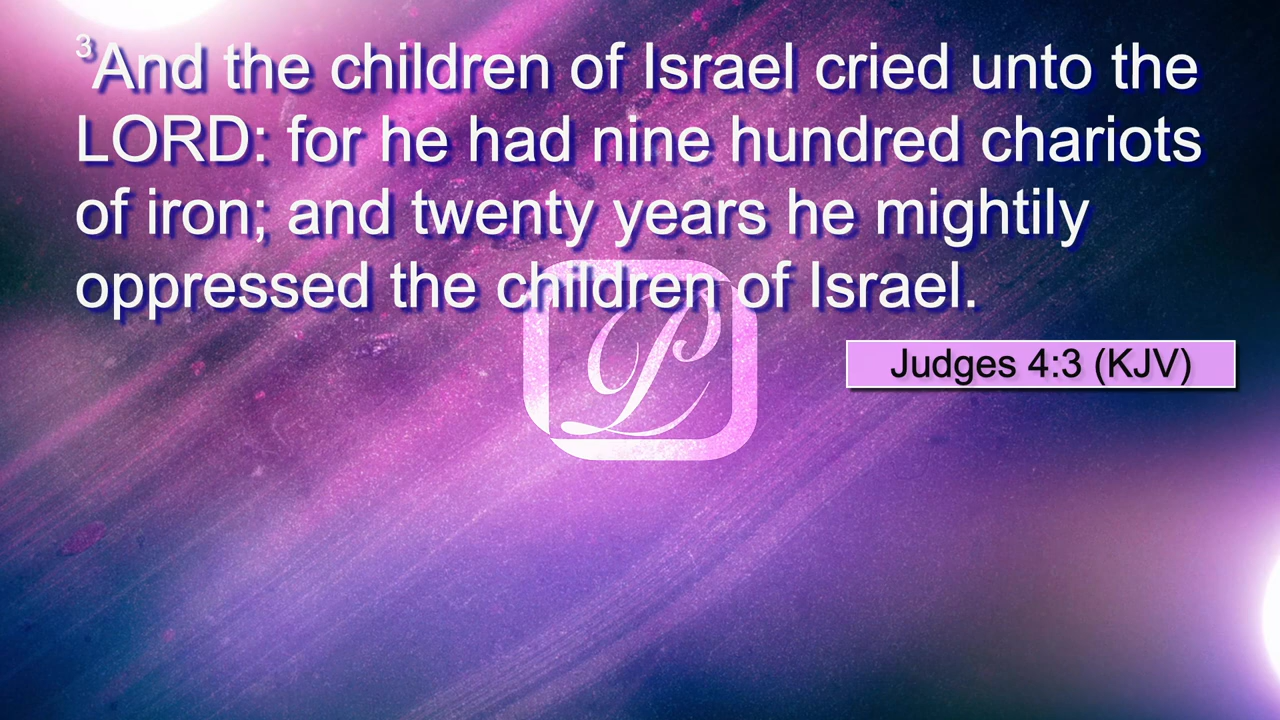 3And the children of Israel cried unto the
LORD: for he had nine hundred chariots
of iron; and twenty years he mightily
oppressed the children of Israel.
Judges 4:3 (KJV)